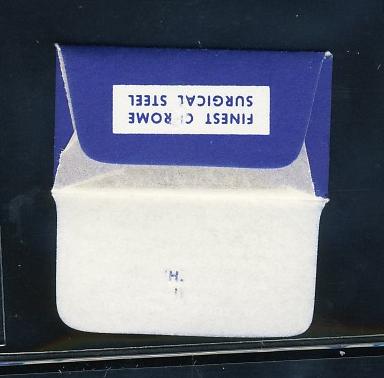 FINEST C ROME
SURGICAL STEEL
H.